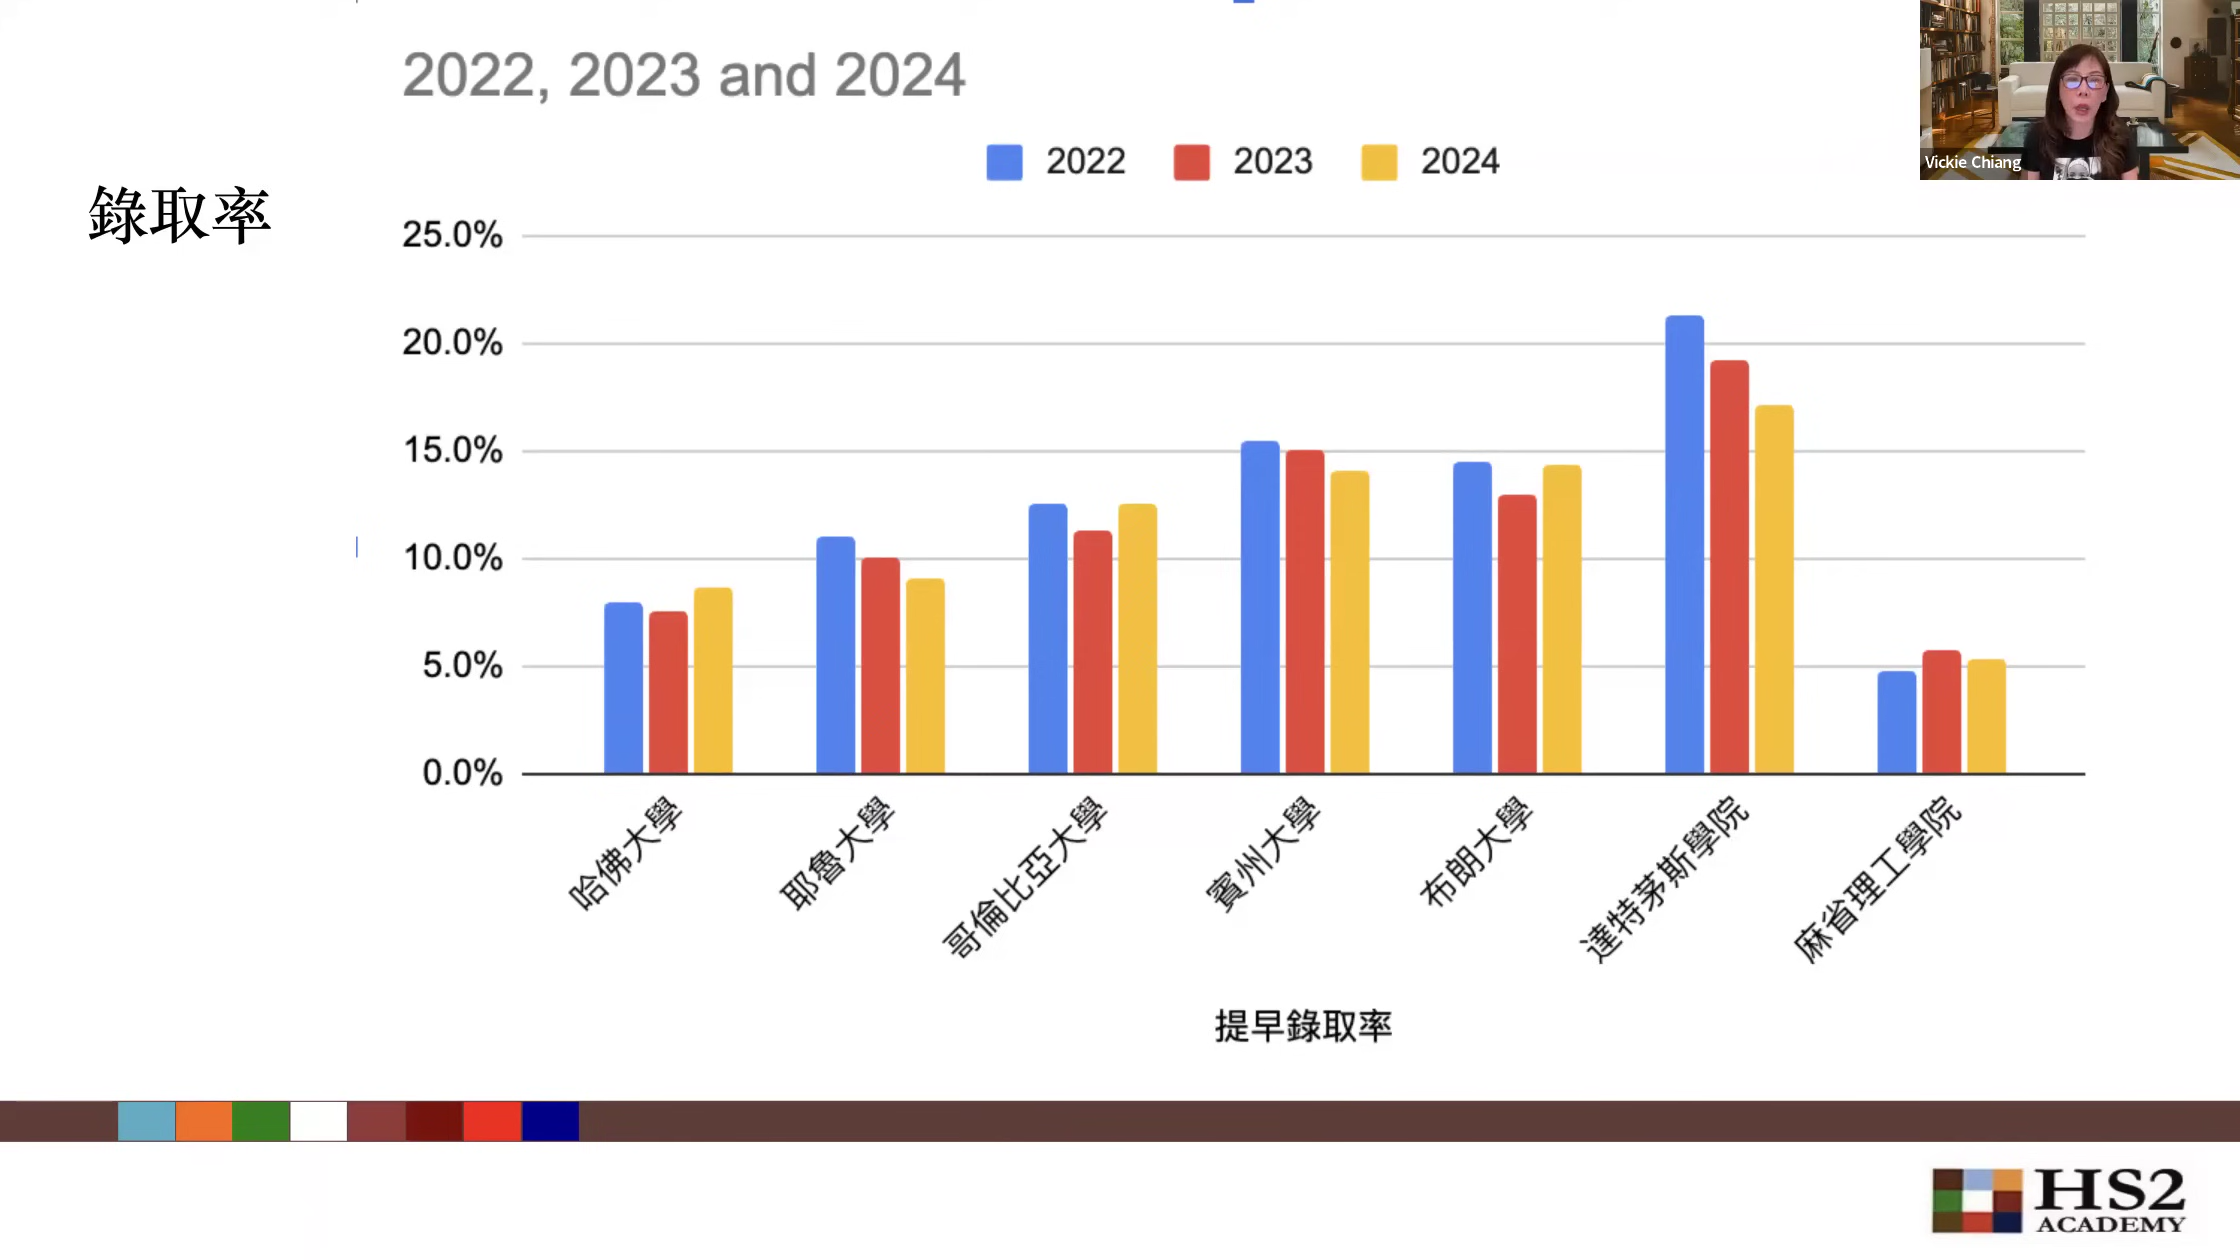 2022, 2023 and 2024
Vickie Chiang
2022 2023 2024
錄取率
25.0%
20.0%
15.0%
10.0%
5.0%
0.0%
哈佛大學
耶魯大學
哥倫比亞大學
賓州大學
布朗大學
達特茅斯學院
麻省理工學院
提早錄取率
HS2
ACADEMY